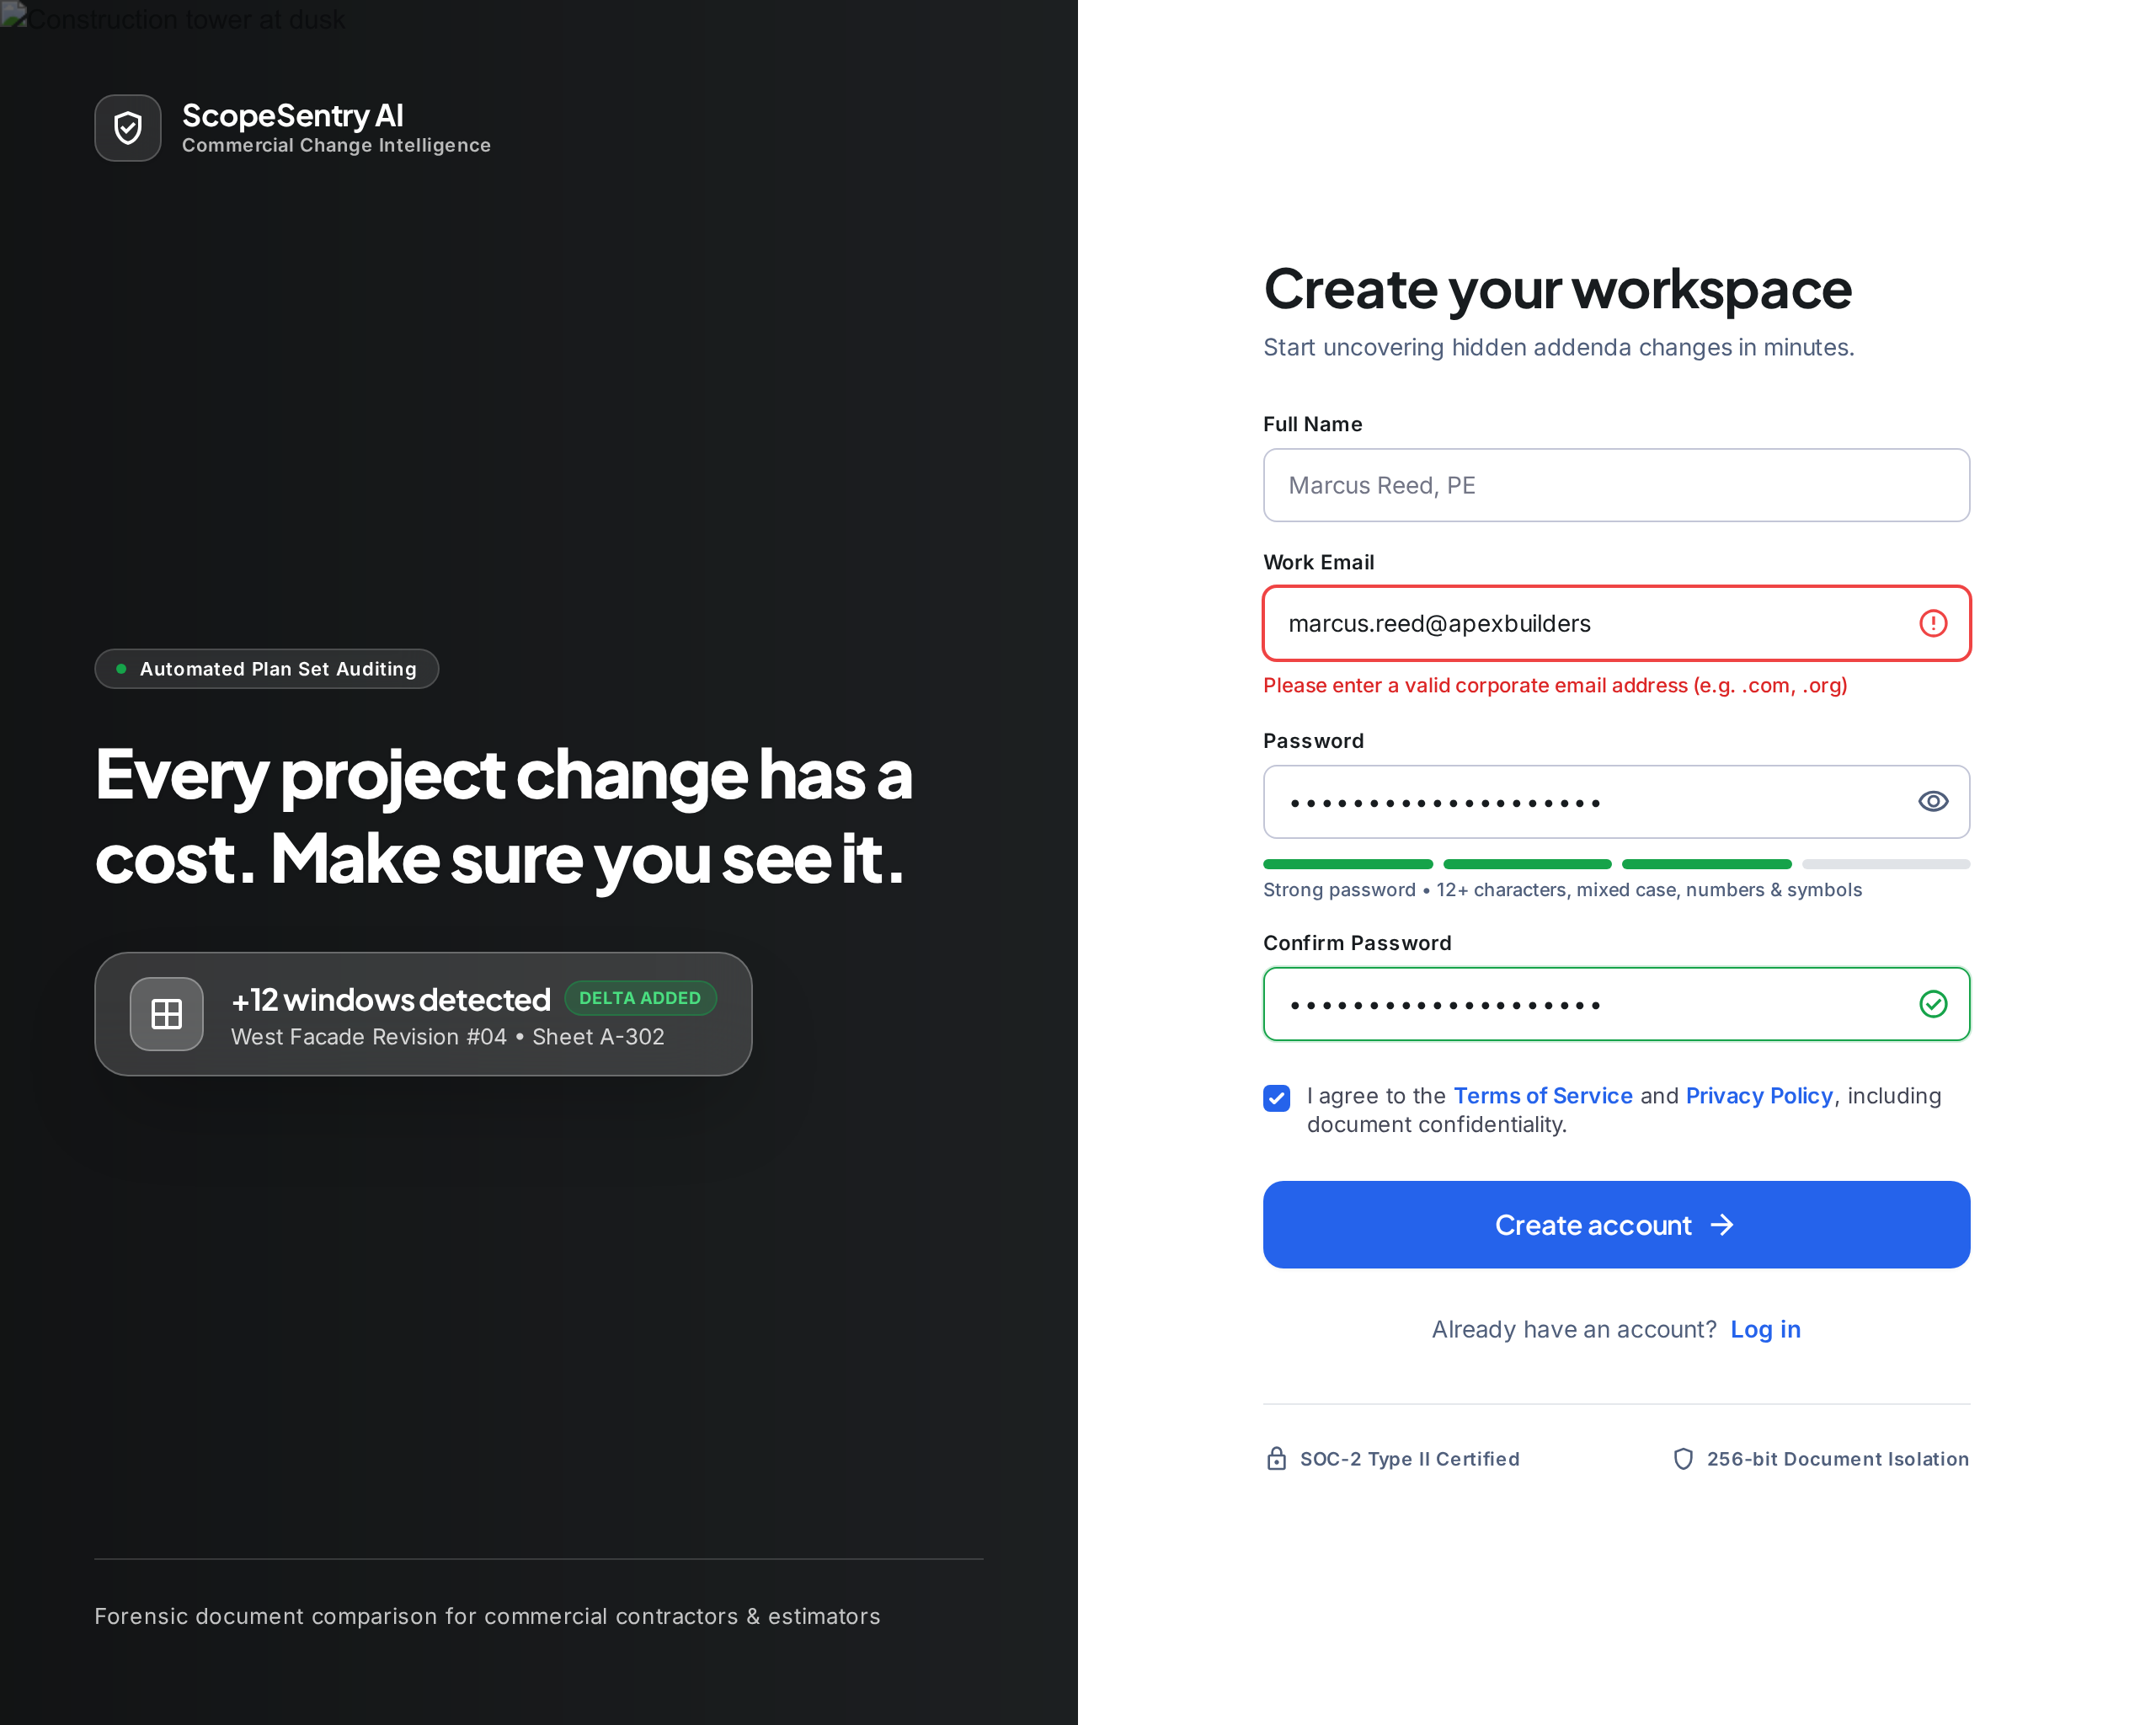 Construction tower at dusk
ScopeSentry AI
Commercial Change Intelligence
Automated Plan Set Auditing
Every project change has a
cost. Make sure you see it.
+12 windows detected DELTA ADDED
West Facade Revision #04 • Sheet A-302
Forensic document comparison for commercial contractors & estimators
Create your workspace
Start uncovering hidden addenda changes in minutes.
Full Name
Marcus Reed, PE
Work Email
marcus.reed@apexbuilders
Please enter a valid corporate email address (e.g. .com, .org)
Password
••••••••••••••••••••
Strong password • 12+ characters, mixed case, numbers & symbols
Confirm Password
••••••••••••••••••••
I agree to the Terms of Service and Privacy Policy, including
document confidentiality.
Create account →
Already have an account? Log in
SOC-2 Type II Certified
256-bit Document Isolation